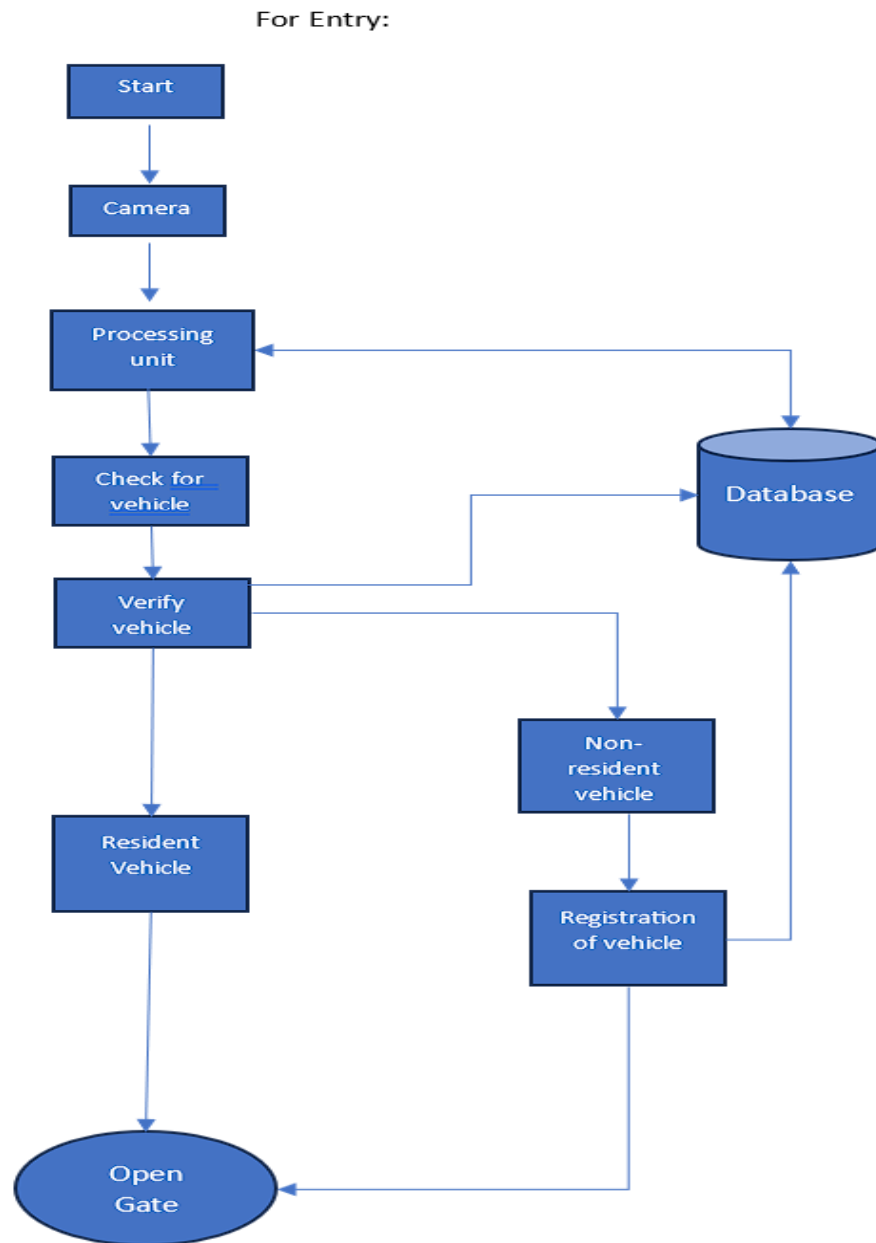 For Entry:
Start
Camera
Processing
unit
Check for
vehicle
Database
Verify
vehicle
Non-
resident
vehicle
Resident
Vehicle
Registration
of vehicle
Open
Gate